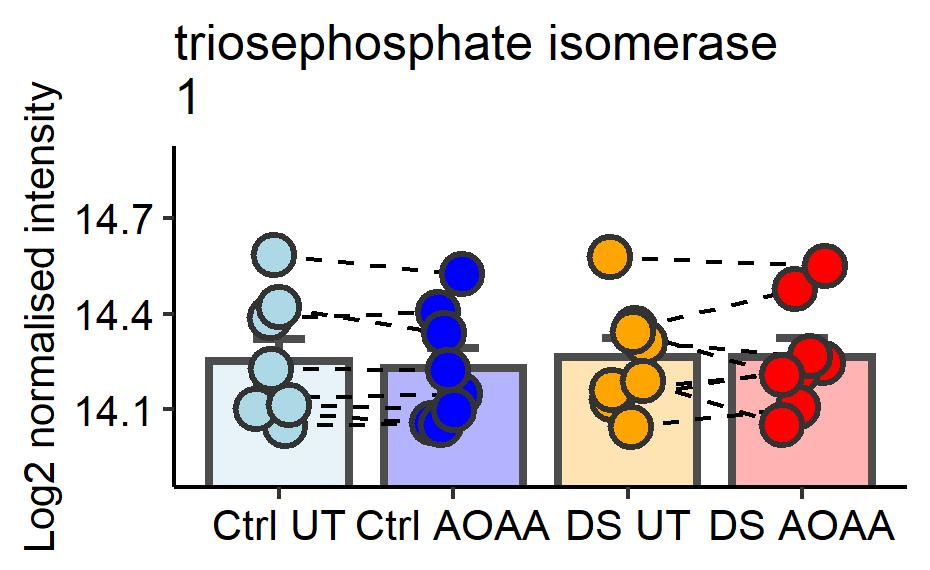 triosephosphate isomerase
1
Log2 normalised intensity
14.7
14.4
14.1
Ctrl UT
Ctrl AOAA
DS UT
DS AOAA